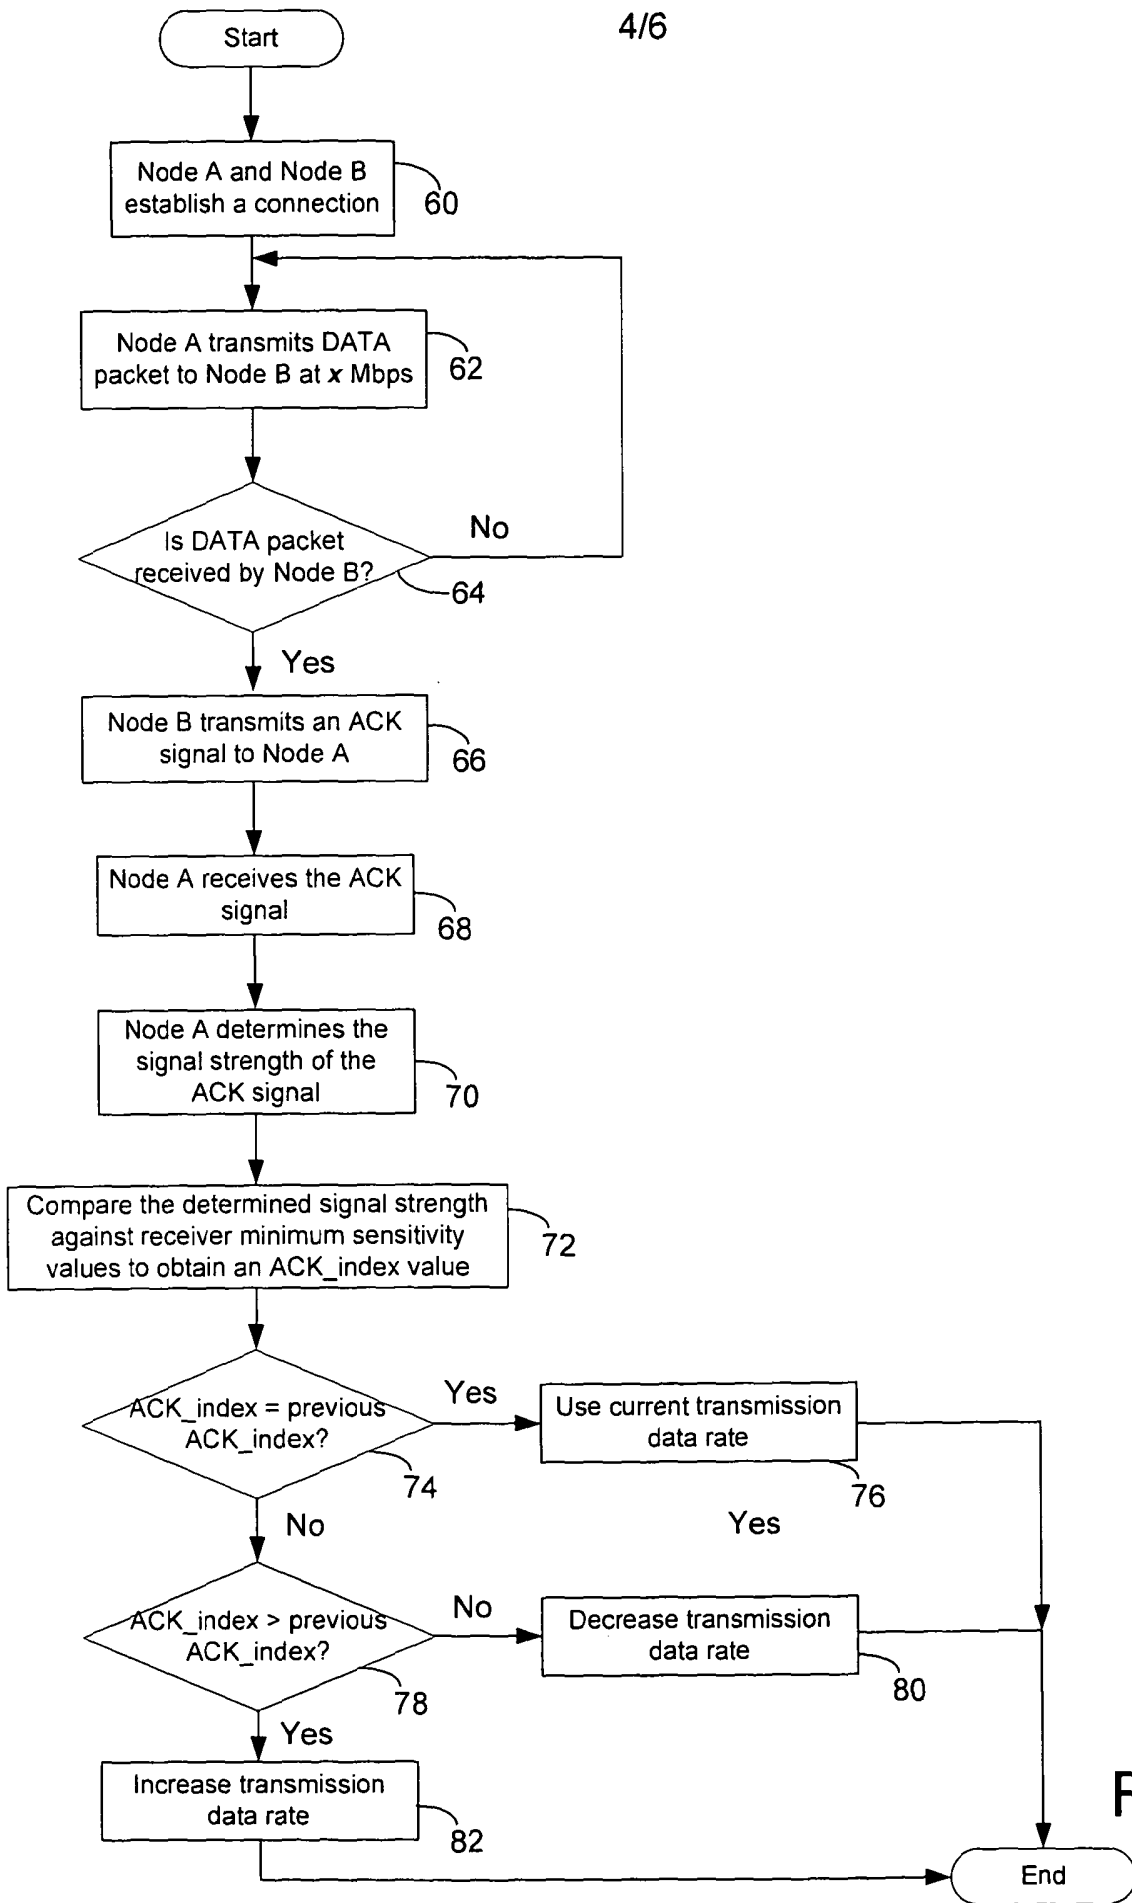 4/6
Start
Node A and Node B
establish a connection
60
Node A transmits DATA
packet to Node B at x Mbps
62
Is DATA packet
received by Node B?
No
64
Yes
Node B transmits an ACK
signal to Node A
66
Node A receives the ACK
signal
68
Node A determines the
signal strength of the
ACK signal
70
Compare the determined signal strength
against receiver minimum sensitivity
values to obtain an ACK_index value
72
ACK_index = previous
ACK_index?
74
Yes
Use current transmission
data rate
76
No
Yes
ACK_index > previous
ACK_index?
78
No
Decrease transmission
data rate
80
Yes
Increase transmission
data rate
82
End